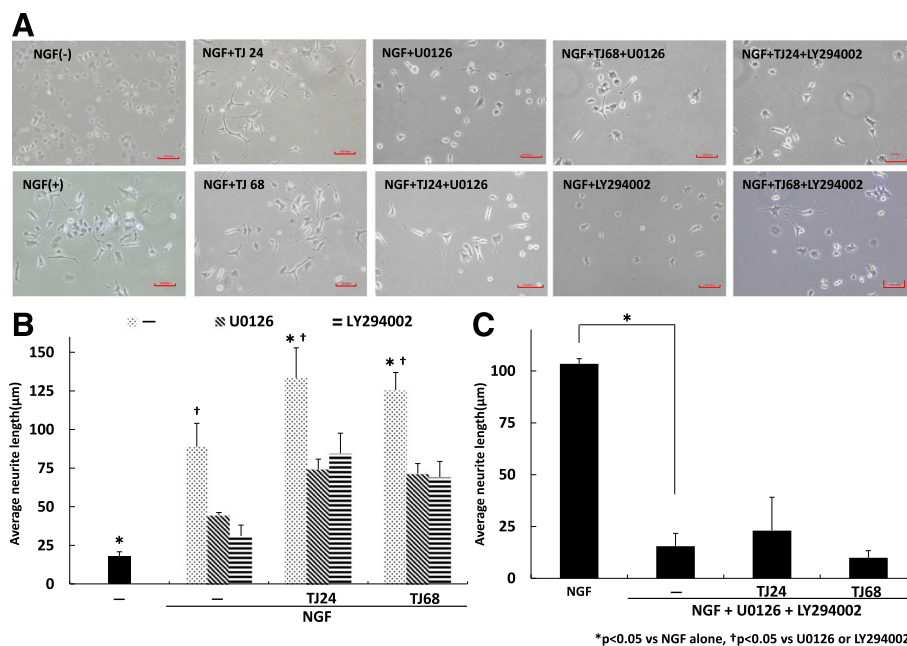 A
NGF(-)
NGF+TJ 24
NGF+U0126
NGF+TJ68+U0126
NGF+TJ24+LY294002
NGF(+)
NGF+TJ 68
NGF+TJ24+U0126
NGF+LY294002
NGF+TJ68+LY294002
B
— U0126 LY294002
Average neurite length(μm)
150
125
100
75
50
25
0
*
†
* †
* †
— — TJ24 TJ68
NGF
C
Average neurite length(μm)
100
75
50
25
0
*
NGF — TJ24 TJ68
NGF + U0126 + LY294002
*p<0.05 vs NGF alone, †p<0.05 vs U0126 or LY294002